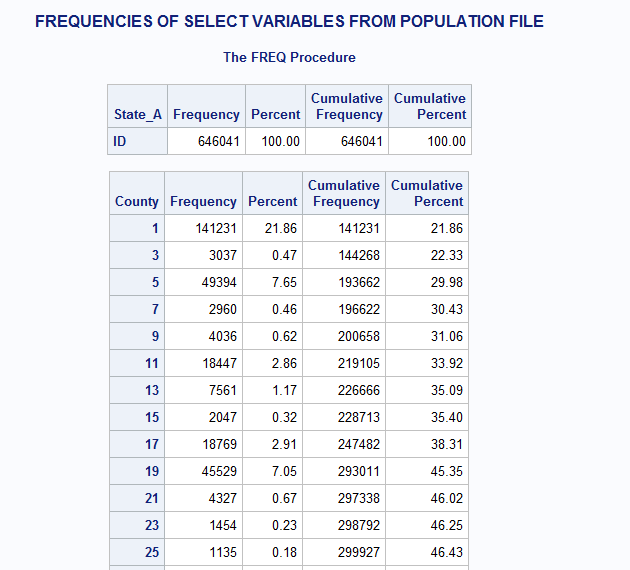 FREQUENCIES OF SELECT VARIABLES FROM POPULATION FILE
The FREQ Procedure
State_A Frequency Percent Cumulative Frequency Cumulative Percent
ID 646041 100.00 646041 100.00
County Frequency Percent Cumulative Frequency Cumulative Percent
1 141231 21.86 141231 21.86
3 3037 0.47 144268 22.33
5 49394 7.65 193662 29.98
7 2960 0.46 196622 30.43
9 4036 0.62 200658 31.06
11 18447 2.86 219105 33.92
13 7561 1.17 226666 35.09
15 2047 0.32 228713 35.40
17 18769 2.91 247482 38.31
19 45529 7.05 293011 45.35
21 4327 0.67 297338 46.02
23 1454 0.23 298792 46.25
25 1135 0.18 299927 46.43